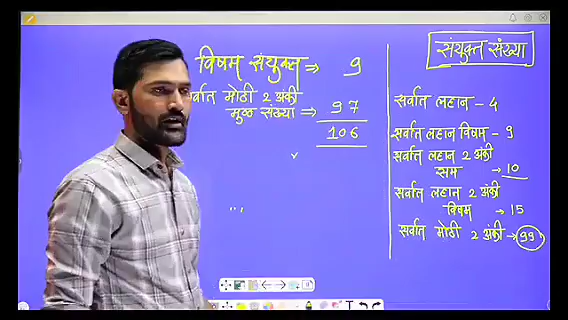 विषम संयुक्त ⇒ 9
र्वात मोठी 2 अंकी
मुळ संख्या ⇒ 97
106
संयुक्त संख्या
सर्वात लहान - 4
सर्वात लहान विषम - 9
सर्वात लहान 2 अंकी
सम → 10
सर्वात लहान 2 अंकी
विषम → 15
सर्वात मोठी 2 अंकी → 99